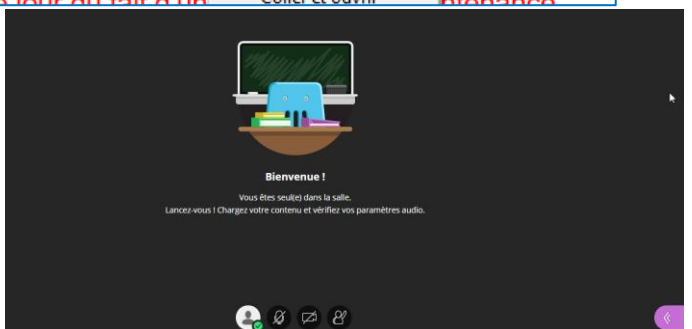 Coller et ouvrir
Bienvenue !
Vous êtes seul(e) dans la salle.
Lancez-vous ! Chargez votre contenu et vérifiez vos paramètres audio.